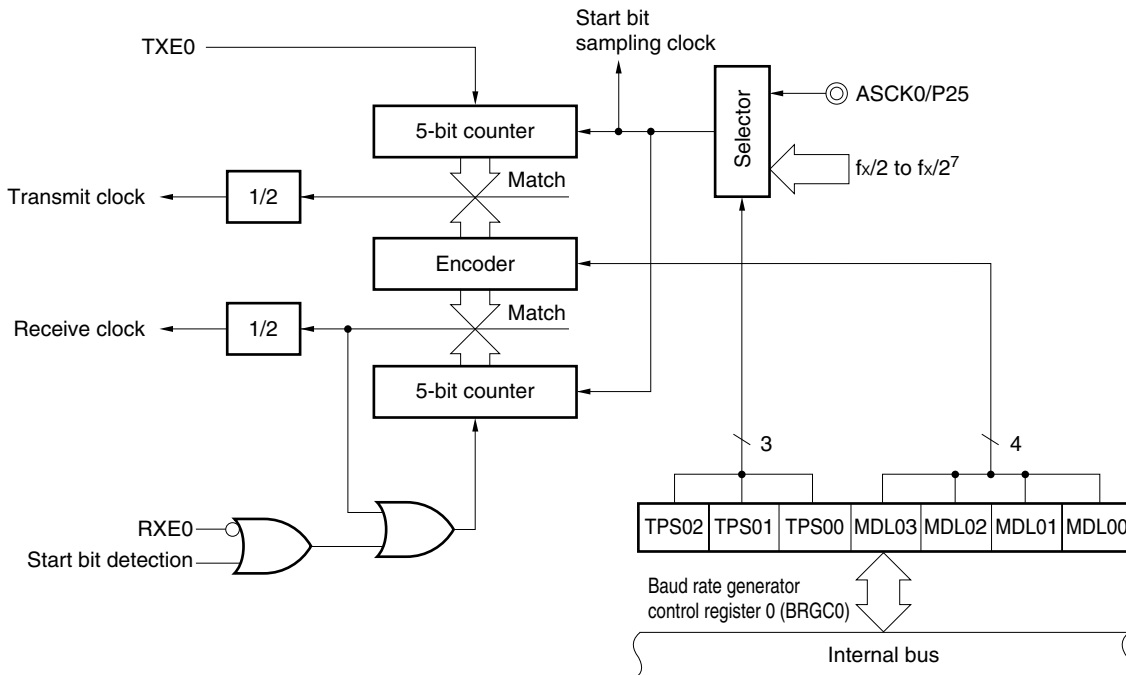 Start bit
sampling clock
TXE0
ASCK0/P25
5-bit counter
Selector
fx/2 to fx/2⁷
Match
Transmit clock
1/2
Encoder
Match
Receive clock
1/2
5-bit counter
3
4
RXE0
Start bit detection
TPS02 TPS01 TPS00 MDL03 MDL02 MDL01 MDL00
Baud rate generator
control register 0 (BRGC0)
Internal bus